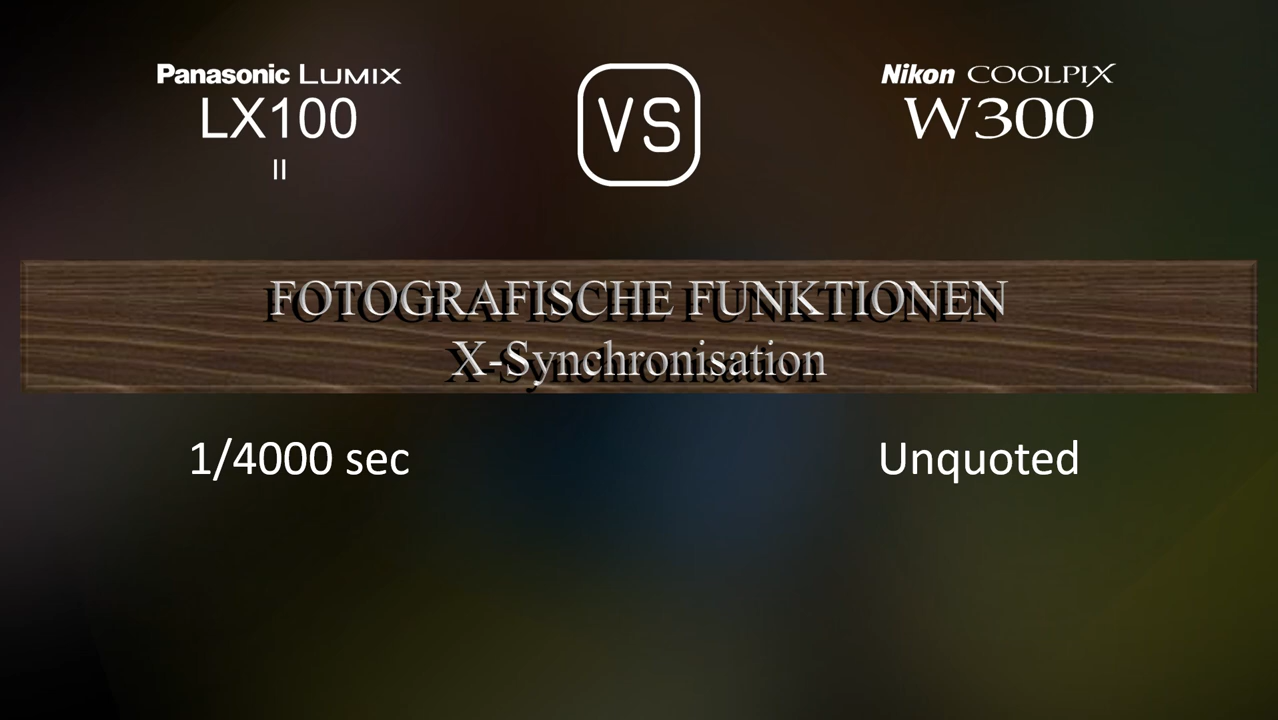 Panasonic LUMIX
LX100
II
VS
Nikon COOLPIX
W300
FOTOGRAFISCHE FUNKTIONEN
X-Synchronisation
1/4000 sec
Unquoted